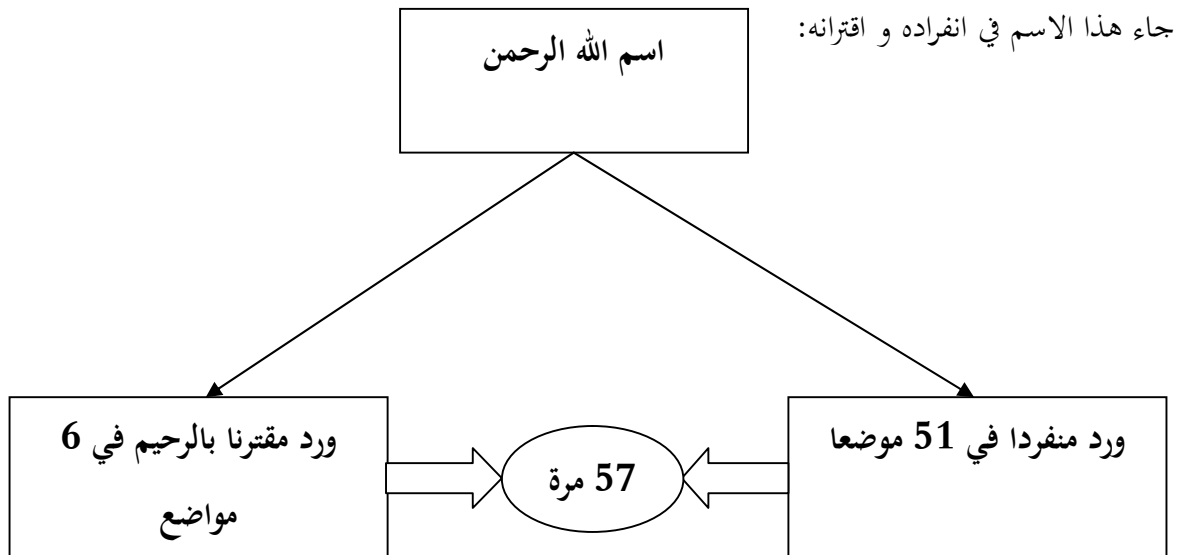 جاء هذا الاسم في انفراده و اقترانه:
اسم الله الرحمن
ورد منفردا في 51 موضعا
57 مرة
ورد مقترنا بالرحيم في 6
مواضع